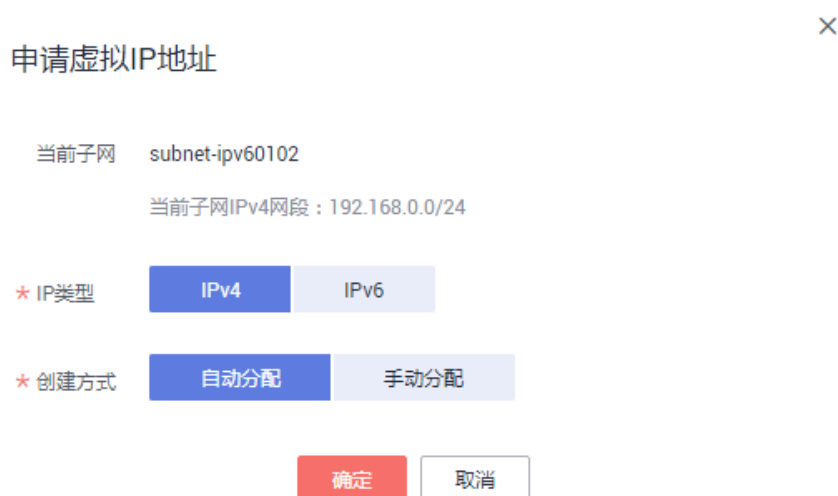 申请虚拟IP地址
当前子网 subnet-ipv60102
当前子网IPv4网段：192.168.0.0/24
* IP类型 IPv4 IPv6
* 创建方式 自动分配 手动分配
确定 取消